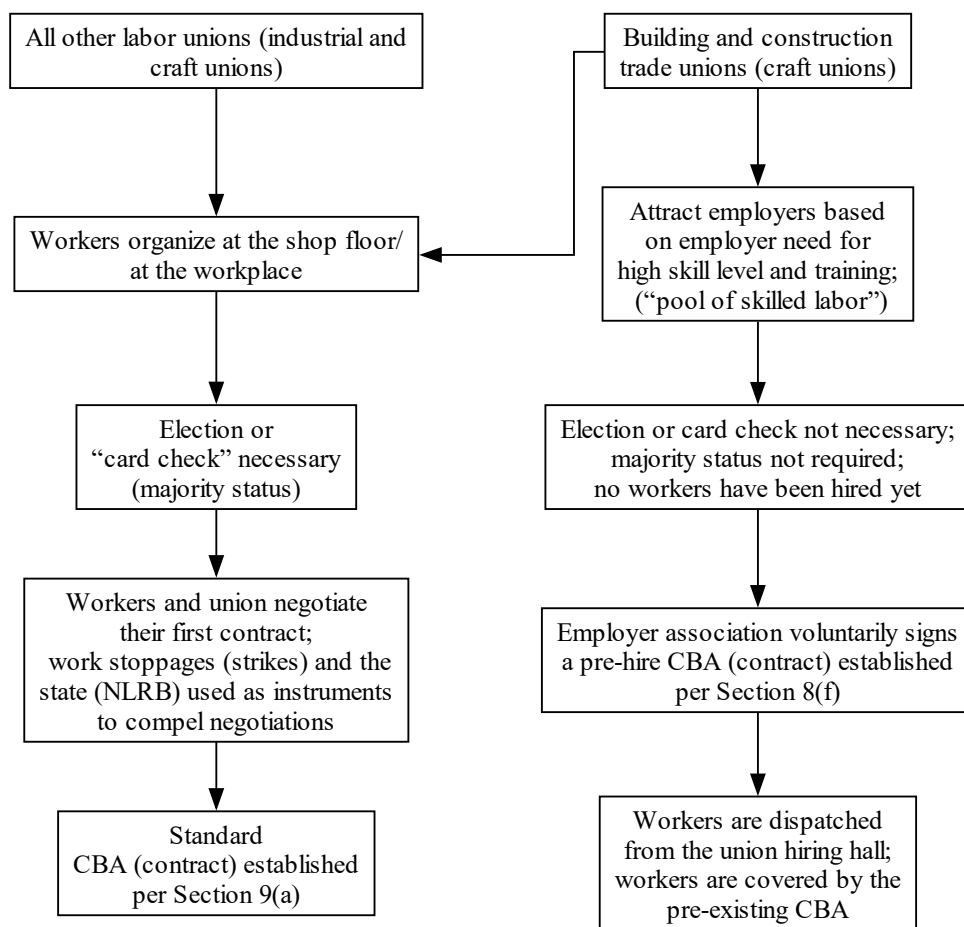 All other labor unions (industrial and
craft unions)
Workers organize at the shop floor/
at the workplace
Election or
“card check” necessary
(majority status)
Workers and union negotiate
their first contract;
work stoppages (strikes) and the
state (NLRB) used as instruments
to compel negotiations
Standard
CBA (contract) established
per Section 9(a)
Building and construction
trade unions (craft unions)
Attract employers based
on employer need for
high skill level and training;
(“pool of skilled labor”)
Election or card check not necessary;
majority status not required;
no workers have been hired yet
Employer association voluntarily signs
a pre-hire CBA (contract) established
per Section 8(f)
Workers are dispatched
from the union hiring hall;
workers are covered by the
pre-existing CBA